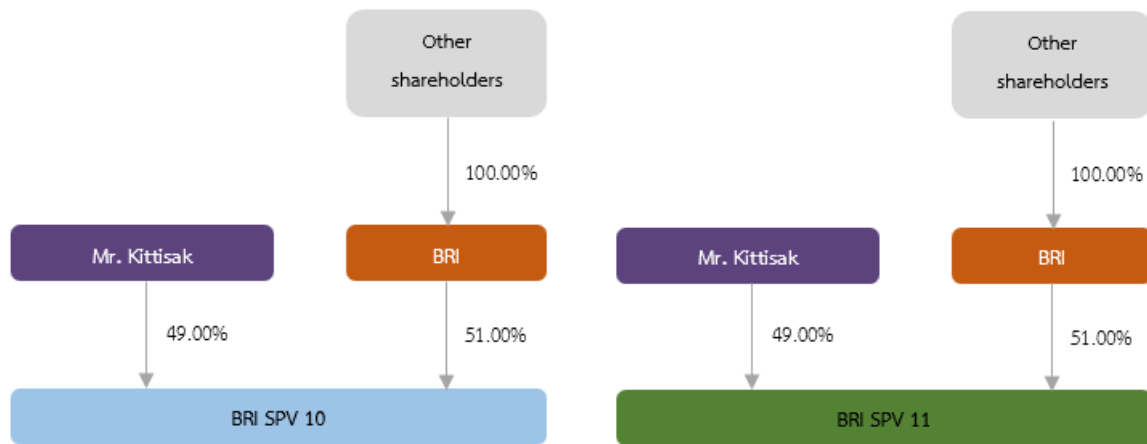 Other
shareholders
100.00%
Mr. Kittisak
BRI
49.00%
51.00%
BRI SPV 10
Other
shareholders
100.00%
Mr. Kittisak
BRI
49.00%
51.00%
BRI SPV 11